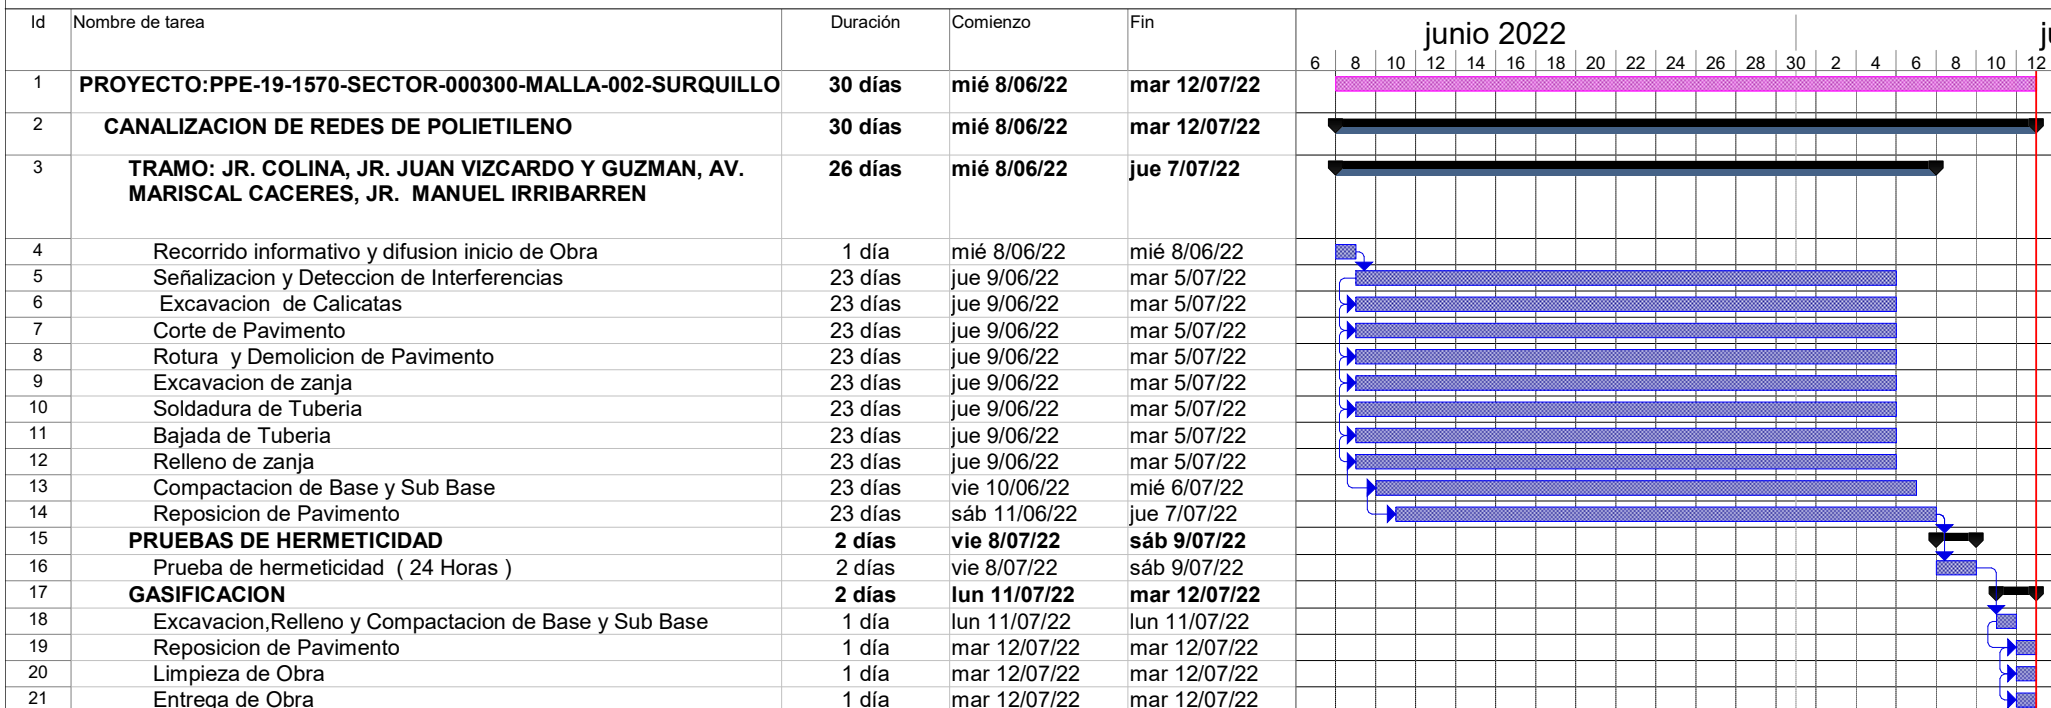 Id Nombre de tarea Duración Comienzo Fin
junio 2022
6 8 10 12 14 16 18 20 22 24 26 28 30 2 4 6 8 10 12
1 PROYECTO:PPE-19-1570-SECTOR-000300-MALLA-002-SURQUILLO 30 días mié 8/06/22 mar 12/07/22
2 CANALIZACION DE REDES DE POLIETILENO 30 días mié 8/06/22 mar 12/07/22
3 TRAMO: JR. COLINA, JR. JUAN VIZCARDO Y GUZMAN, AV. 26 días mié 8/06/22 jue 7/07/22
MARISCAL CACERES, JR. MANUEL IRRIBARREN
4 Recorrido informativo y difusion inicio de Obra 1 día mié 8/06/22 mié 8/06/22
5 Señalizacion y Deteccion de Interferencias 23 días jue 9/06/22 mar 5/07/22
6 Excavacion de Calicatas 23 días jue 9/06/22 mar 5/07/22
7 Corte de Pavimento 23 días jue 9/06/22 mar 5/07/22
8 Rotura y Demolicion de Pavimento 23 días jue 9/06/22 mar 5/07/22
9 Excavacion de zanja 23 días jue 9/06/22 mar 5/07/22
10 Soldadura de Tuberia 23 días jue 9/06/22 mar 5/07/22
11 Bajada de Tuberia 23 días jue 9/06/22 mar 5/07/22
12 Relleno de zanja 23 días jue 9/06/22 mar 5/07/22
13 Compactacion de Base y Sub Base 23 días vie 10/06/22 mié 6/07/22
14 Reposicion de Pavimento 23 días sáb 11/06/22 jue 7/07/22
15 PRUEBAS DE HERMETICIDAD 2 días vie 8/07/22 sáb 9/07/22
16 Prueba de hermeticidad ( 24 Horas ) 2 días vie 8/07/22 sáb 9/07/22
17 GASIFICACION 2 días lun 11/07/22 mar 12/07/22
18 Excavacion,Relleno y Compactacion de Base y Sub Base 1 día lun 11/07/22 lun 11/07/22
19 Reposicion de Pavimento 1 día mar 12/07/22 mar 12/07/22
20 Limpieza de Obra 1 día mar 12/07/22 mar 12/07/22
21 Entrega de Obra 1 día mar 12/07/22 mar 12/07/22